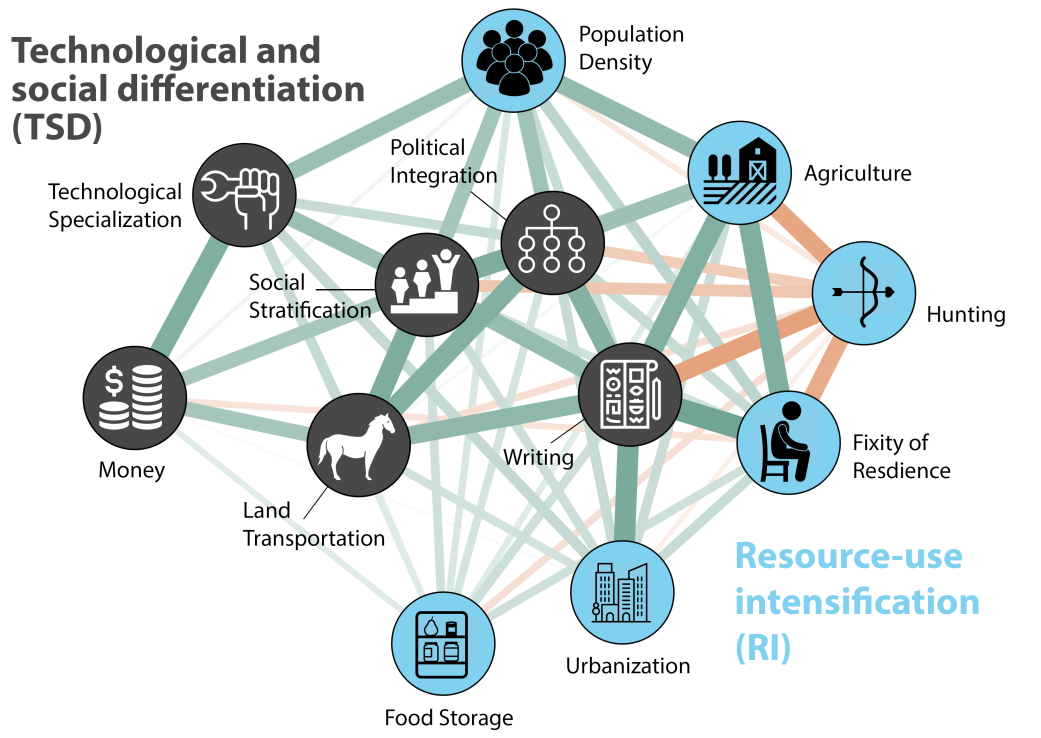 Technological and
social differentiation
(TSD)
Population
Density
Political
Integration
Agriculture
Technological
Specialization
Social
Stratification
Hunting
$
Money
Writing
Fixity of
Resdience
Land
Transportation
Resource-use
intensification
(RI)
Urbanization
Food Storage